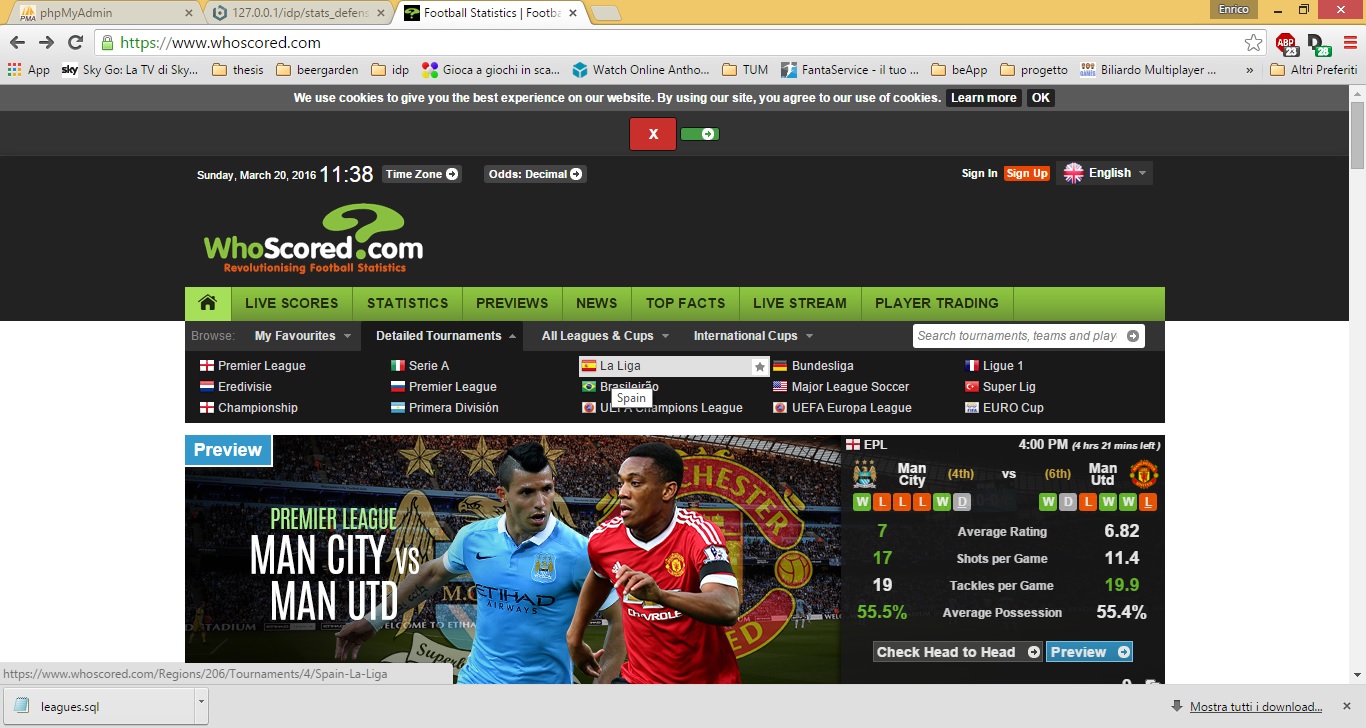 phpMyAdmin
127.0.0.1/idp/stats_defens
Football Statistics | Footba
Enrico
https://www.whoscored.com
ABP 23
28
App
sky Sky Go: La TV di Sky...
thesis
beergarden
idp
Gioca a giochi in sca...
Watch Online Antho...
TUM
FantaService - il tuo ...
beApp
progetto
Biliardo Multiplayer ...
»
Altri Preferiti
We use cookies to give you the best experience on our website. By using our site, you agree to our use of cookies. Learn more OK
X
Sunday, March 20, 2016 11:38 Time Zone Odds: Decimal
Sign In Sign Up English
WhoScored.com
Revolutionising Football Statistics
LIVE SCORES STATISTICS PREVIEWS NEWS TOP FACTS LIVE STREAM PLAYER TRADING
Browse: My Favourites Detailed Tournaments All Leagues & Cups International Cups Search tournaments, teams and play
Premier League Serie A La Liga Bundesliga Ligue 1
Eredivisie Premier League Brasileirão Major League Soccer Super Lig
Spain
Championship Primera División UEFA Champions League UEFA Europa League EURO Cup
Preview
PREMIER LEAGUE
MAN CITY VS
MAN UTD
ETIHAD
AIRWAYS
CHEVROLET
EPL 4:00 PM (4 hrs 21 mins left)
Man City (4th) vs (6th) Man Utd
W L L L W D W D L W W L
7 Average Rating 6.82
17 Shots per Game 11.4
19 Tackles per Game 19.9
55.5% Average Possession 55.4%
Check Head to Head Preview
https://www.whoscored.com/Regions/206/Tournaments/4/Spain-La-Liga
leagues.sql
Mostra tutti i download...